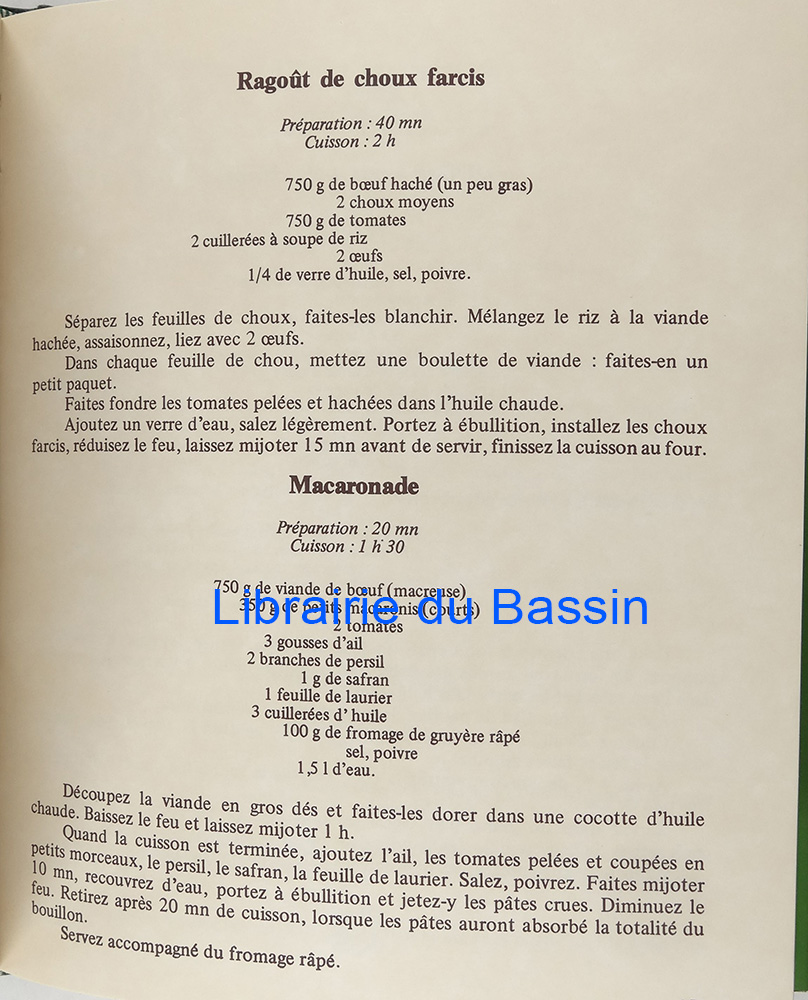 Ragoût de choux farcis
Préparation : 40 mn
Cuisson : 2 h
750 g de bœuf haché (un peu gras)
2 choux moyens
750 g de tomates
2 cuillerées à soupe de riz
2 œufs
1/4 de verre d'huile, sel, poivre.
Séparez les feuilles de choux, faites-les blanchir. Mélangez le riz à la viande
hachée, assaisonnez, liez avec 2 œufs.
Dans chaque feuille de chou, mettez une boulette de viande : faites-en un
petit paquet.
Faites fondre les tomates pelées et hachées dans l'huile chaude.
Ajoutez un verre d'eau, salez légèrement. Portez à ébullition, installez les choux
farcis, réduisez le feu, laissez mijoter 15 mn avant de servir, finissez la cuisson au four.
Macaronade
Préparation : 20 mn
Cuisson : 1 h 30
750 g de viande de bœuf (macreuse)
350 g de petits macaronis (courts)
Librairie du Bassin
2 tomates
3 gousses d'ail
2 branches de persil
1 g de safran
1 feuille de laurier
3 cuillerées d' huile
100 g de fromage de gruyère râpé
sel, poivre
1,5 l d'eau.
Découpez la viande en gros dés et faites-les dorer dans une cocotte d'huile
chaude. Baissez le feu et laissez mijoter 1 h.
Quand la cuisson est terminée, ajoutez l'ail, les tomates pelées et coupées en
petits morceaux, le persil, le safran, la feuille de laurier. Salez, poivrez. Faites mijoter
10 mn, recouvrez d'eau, portez à ébullition et jetez-y les pâtes crues. Diminuez le
feu. Retirez après 20 mn de cuisson, lorsque les pâtes auront absorbé la totalité du
bouillon.
Servez accompagné du fromage râpé.